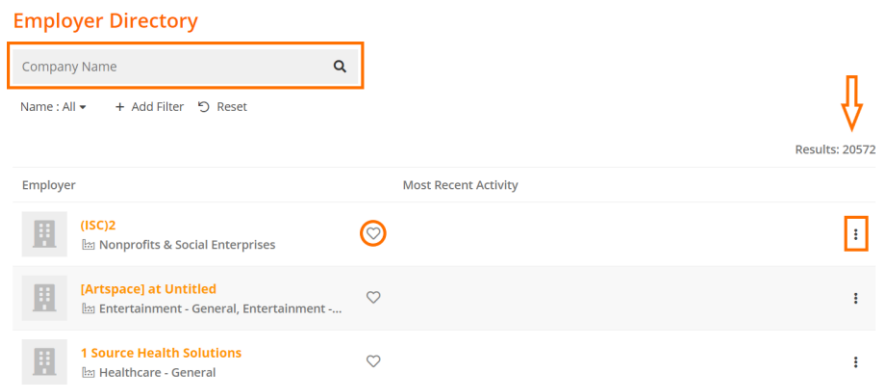 Employer Directory
Company Name
Name : All + Add Filter Reset
Results: 20572
Employer Most Recent Activity
(ISC)2
Nonprofits & Social Enterprises
[Artspace] at Untitled
Entertainment - General, Entertainment -...
1 Source Health Solutions
Healthcare - General